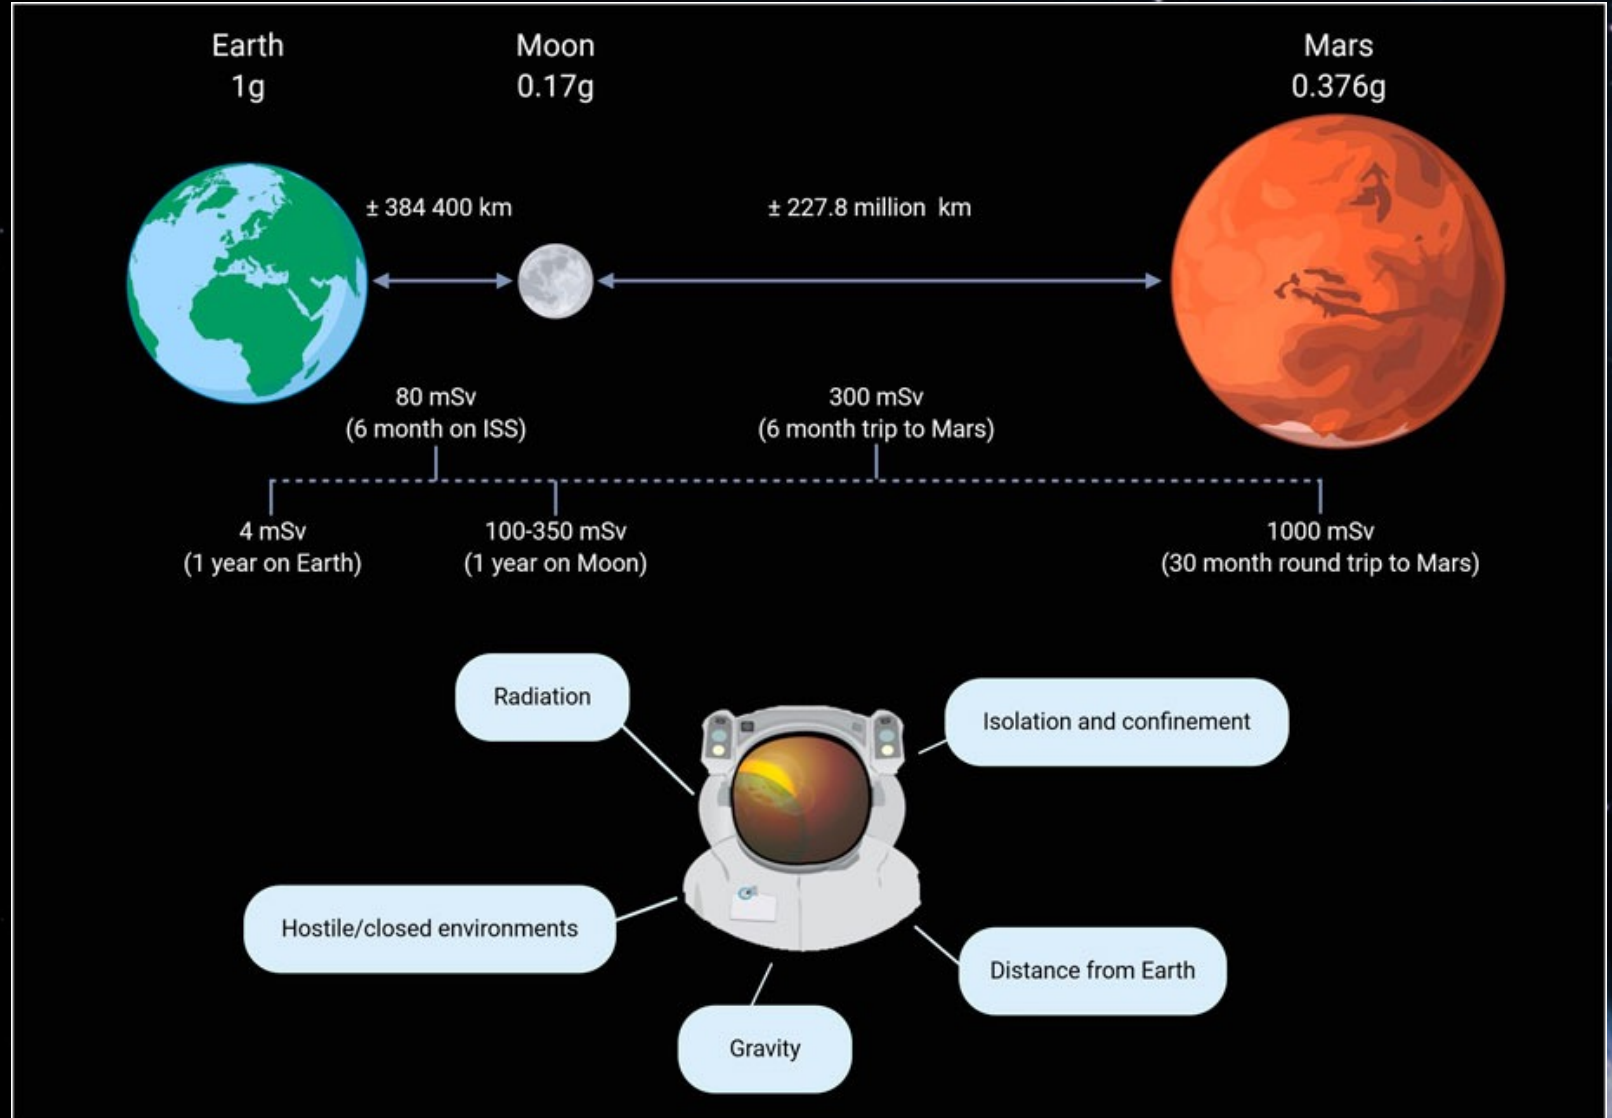 Earth
1g
Moon
0.17g
Mars
0.376g
± 384 400 km
± 227.8 million km
80 mSv
(6 month on ISS)
300 mSv
(6 month trip to Mars)
4 mSv
(1 year on Earth)
100-350 mSv
(1 year on Moon)
1000 mSv
(30 month round trip to Mars)
Radiation
Isolation and confinement
Hostile/closed environments
Distance from Earth
Gravity